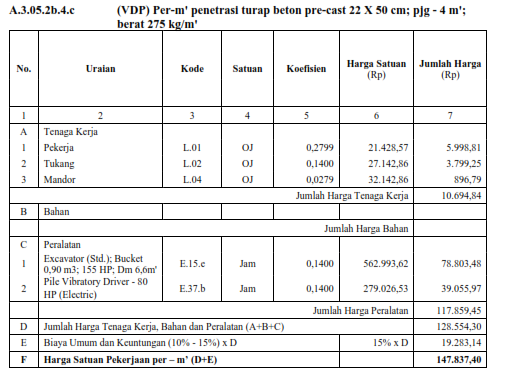 A.3.05.2b.4.c (VDP) Per-m' penetrasi turap beton pre-cast 22 X 50 cm; pjg - 4 m';
berat 275 kg/m'
No. Uraian Kode Satuan Koefisien Harga Satuan (Rp) Jumlah Harga (Rp)
1 2 3 4 5 6 7
A Tenaga Kerja
1 Pekerja L.01 OJ 0,2799 21.428,57 5.998,81
2 Tukang L.02 OJ 0,1400 27.142,86 3.799,25
3 Mandor L.04 OJ 0,0279 32.142,86 896,79
Jumlah Harga Tenaga Kerja 10.694,84
B Bahan
Jumlah Harga Bahan
C Peralatan
1 Excavator (Std.); Bucket 0,90 m3; 155 HP; Dm 6,6m' E.15.e Jam 0,1400 562.993,62 78.803,48
2 Pile Vibratory Driver - 80 HP (Electric) E.37.b Jam 0,1400 279.026,53 39.055,97
Jumlah Harga Peralatan 117.859,45
D Jumlah Harga Tenaga Kerja, Bahan dan Peralatan (A+B+C) 128.554,30
E Biaya Umum dan Keuntungan (10% - 15%) x D 15% x D 19.283,14
F Harga Satuan Pekerjaan per – m' (D+E) 147.837,40